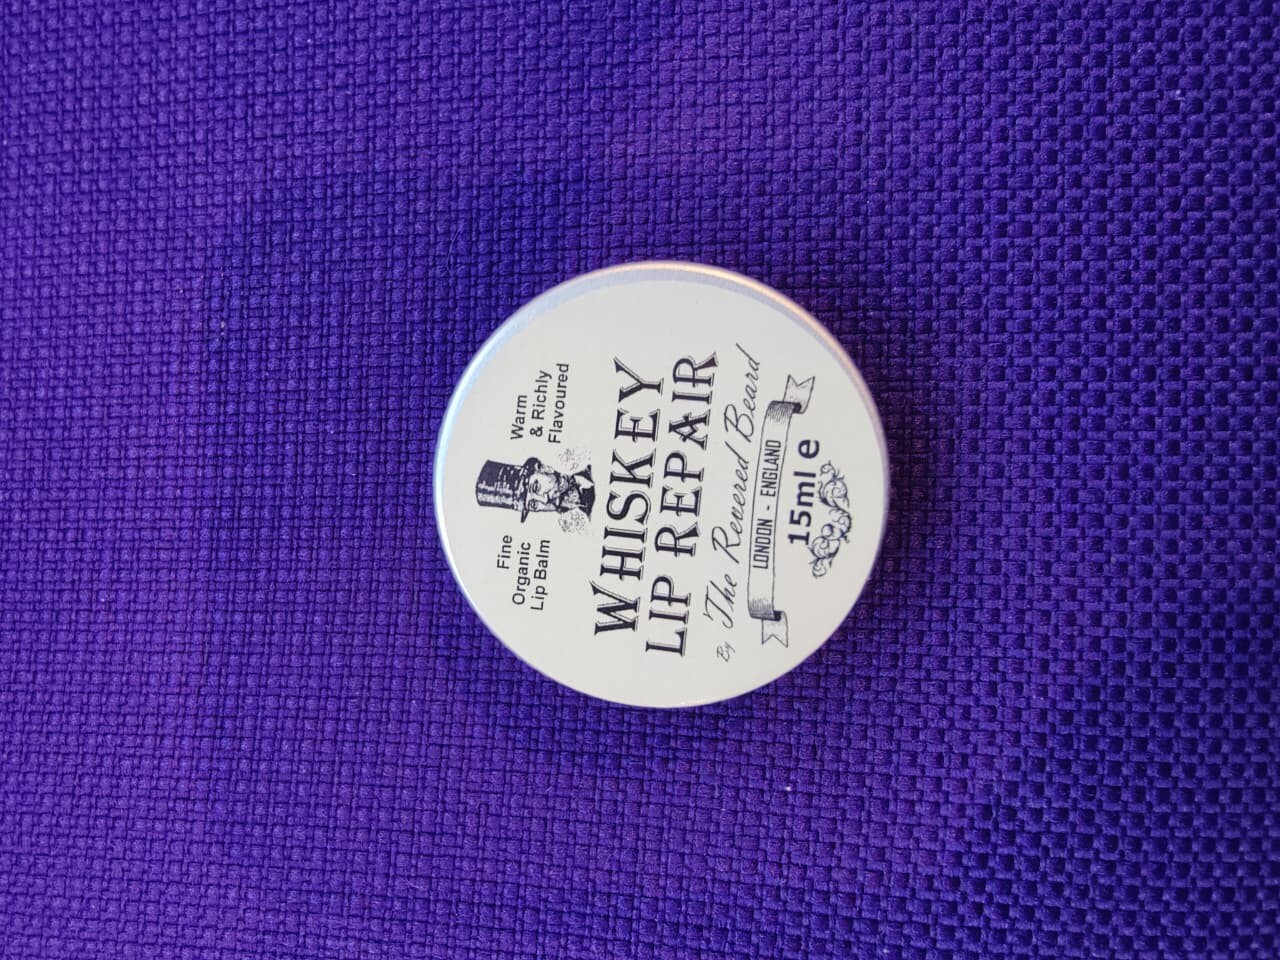 Fine
Organic
Lip Balm
Warm
& Richly
Flavoured
WHISKEY
LIP REPAIR
By The Revered Beard
LONDON - ENGLAND
15ml e